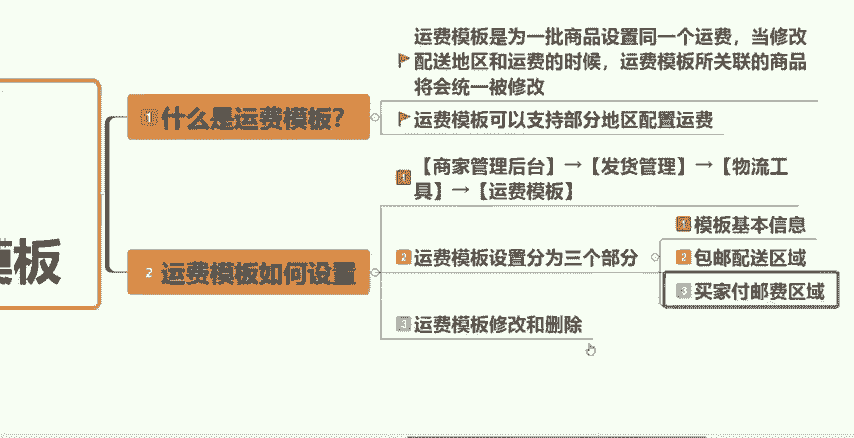 模板
1 什么是运费模板？
运费模板是为一批商品设置同一个运费，当修改
配送地区和运费的时候，运费模板所关联的商品
将会统一被修改
运费模板可以支持部分地区配置运费
2 运费模板如何设置
1 【商家管理后台】→【发货管理】→【物流工
具】→【运费模板】
2 运费模板设置分为三个部分
1 模板基本信息
2 包邮配送区域
3 买家付邮费区域
3 运费模板修改和删除